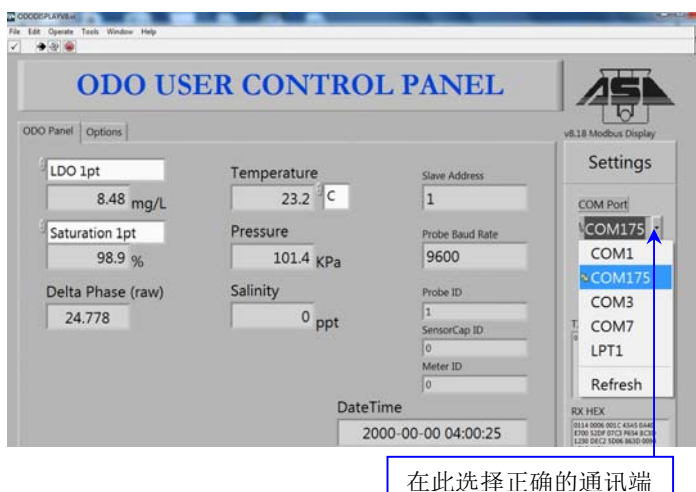 ODODISPLAYV8.vi
File Edit Operate Tools Window Help
ODO USER CONTROL PANEL
ASI
v8.18 Modbus Display
ODO Panel
Options
LDO 1pt
8.48 mg/L
Saturation 1pt
98.9 %
Delta Phase (raw)
24.778
Temperature
23.2 C
Pressure
101.4 KPa
Salinity
0 ppt
Slave Address
1
Probe Baud Rate
9600
Probe ID
1
SensorCap ID
0
Meter ID
0
DateTime
2000-00-00 04:00:25
Settings
COM Port
COM175
COM1
COM175
COM3
COM7
LPT1
Refresh
RX HEX
在此选择正确的通讯端